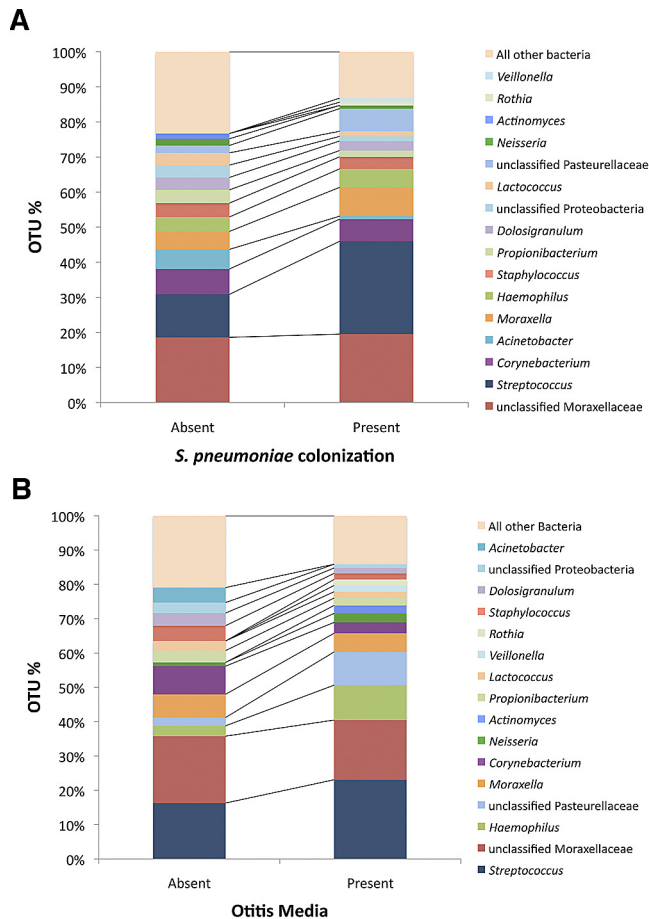 A
100%
90%
80%
70%
60%
50%
40%
30%
20%
10%
0%
OTU %
Absent
Present
S. pneumoniae colonization
All other bacteria
Veillonella
Rothia
Actinomyces
Neisseria
unclassified Pasteurellaceae
Lactococcus
unclassified Proteobacteria
Dolosigranulum
Propionibacterium
Staphylococcus
Haemophilus
Moraxella
Acinetobacter
Corynebacterium
Streptococcus
unclassified Moraxellaceae
B
100%
90%
80%
70%
60%
50%
40%
30%
20%
10%
0%
OTU %
Absent
Present
Otitis Media
All other Bacteria
Acinetobacter
unclassified Proteobacteria
Dolosigranulum
Staphylococcus
Rothia
Veillonella
Lactococcus
Propionibacterium
Actinomyces
Neisseria
Corynebacterium
Moraxella
unclassified Pasteurellaceae
Haemophilus
unclassified Moraxellaceae
Streptococcus